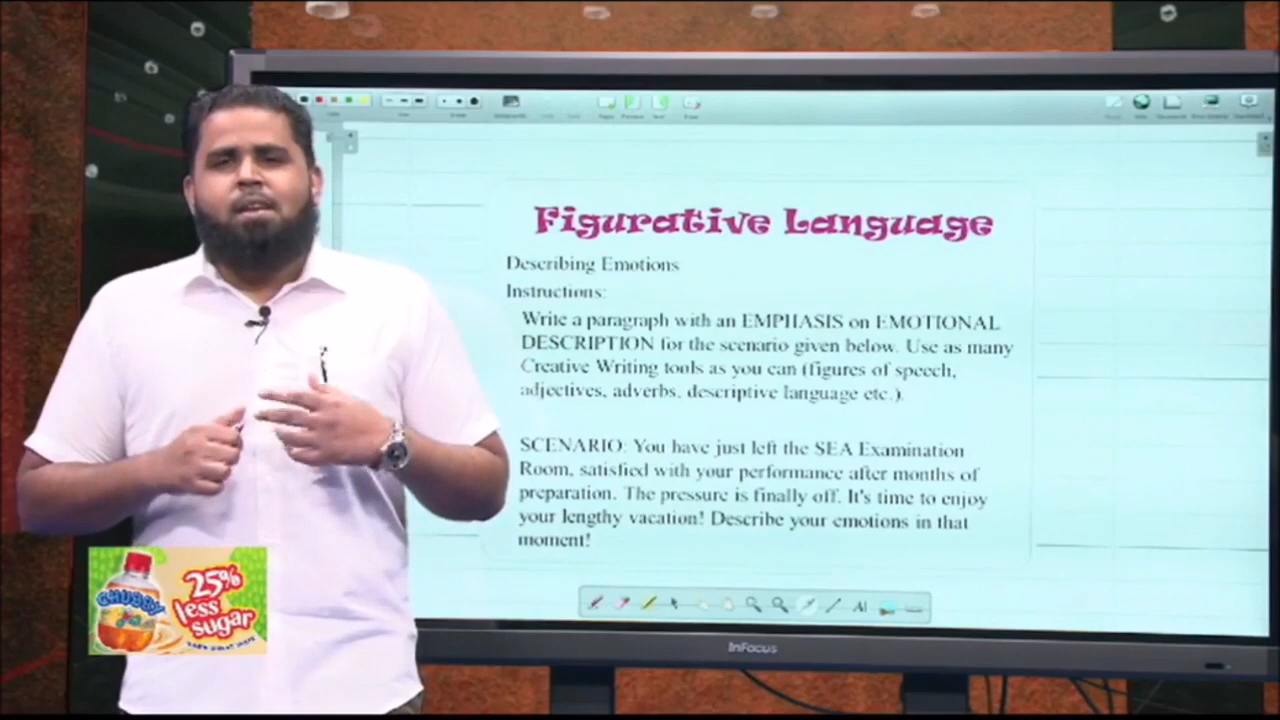 Figurative Language
Describing Emotions
Instructions:
Write a paragraph with an EMPHASIS on EMOTIONAL
DESCRIPTION for the scenario given below. Use as many
Creative Writing tools as you can (figures of speech,
adjectives, adverbs, descriptive language etc.).
SCENARIO: You have just left the SEA Examination
Room, satisfied with your performance after months of
preparation. The pressure is finally off. It's time to enjoy
your lengthy vacation! Describe your emotions in that
moment!
CHUBBY
25%
less
sugar
InFocus